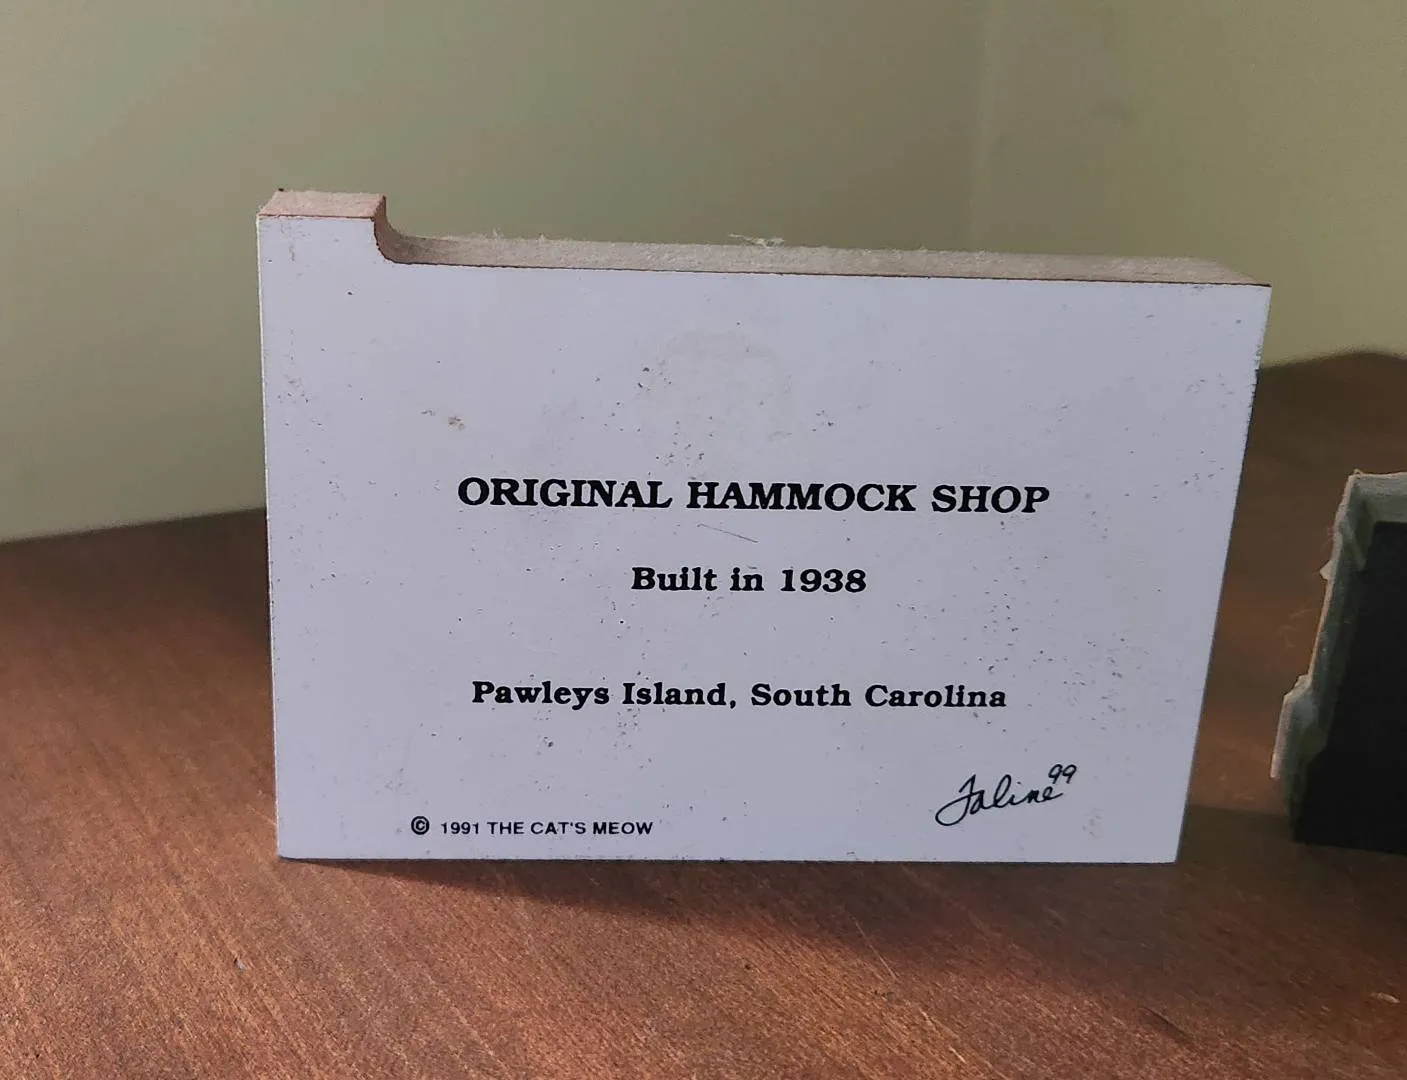 ORIGINAL HAMMOCK SHOP
Built in 1938
Pawleys Island, South Carolina
Faline 99
© 1991 THE CAT'S MEOW